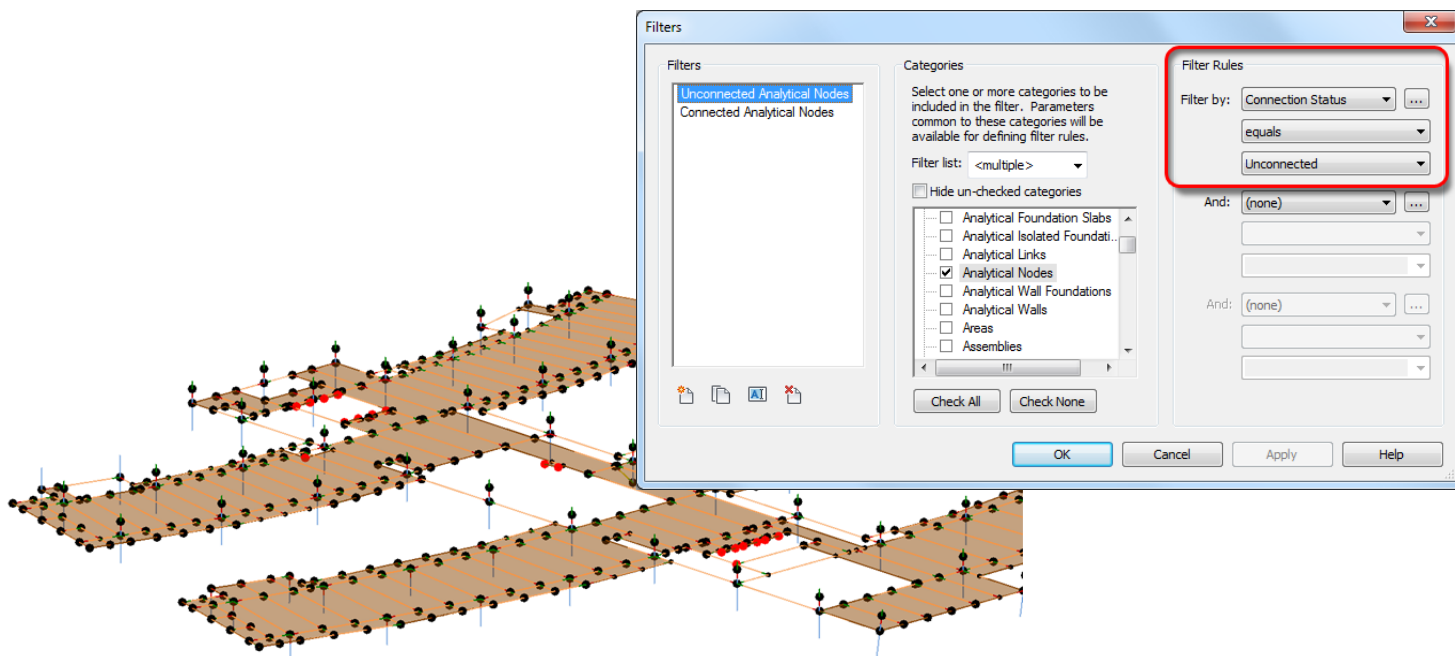 Filters
Filters
Unconnected Analytical Nodes
Connected Analytical Nodes
Categories
Select one or more categories to be
included in the filter. Parameters
common to these categories will be
available for defining filter rules.
Filter list: <multiple>
Hide un-checked categories
Analytical Foundation Slabs
Analytical Isolated Foundati...
Analytical Links
Analytical Nodes
Analytical Wall Foundations
Analytical Walls
Areas
Assemblies
Check All Check None
Filter Rules
Filter by: Connection Status ...
equals
Unconnected
And: (none) ...
And: (none) ...
OK Cancel Apply Help